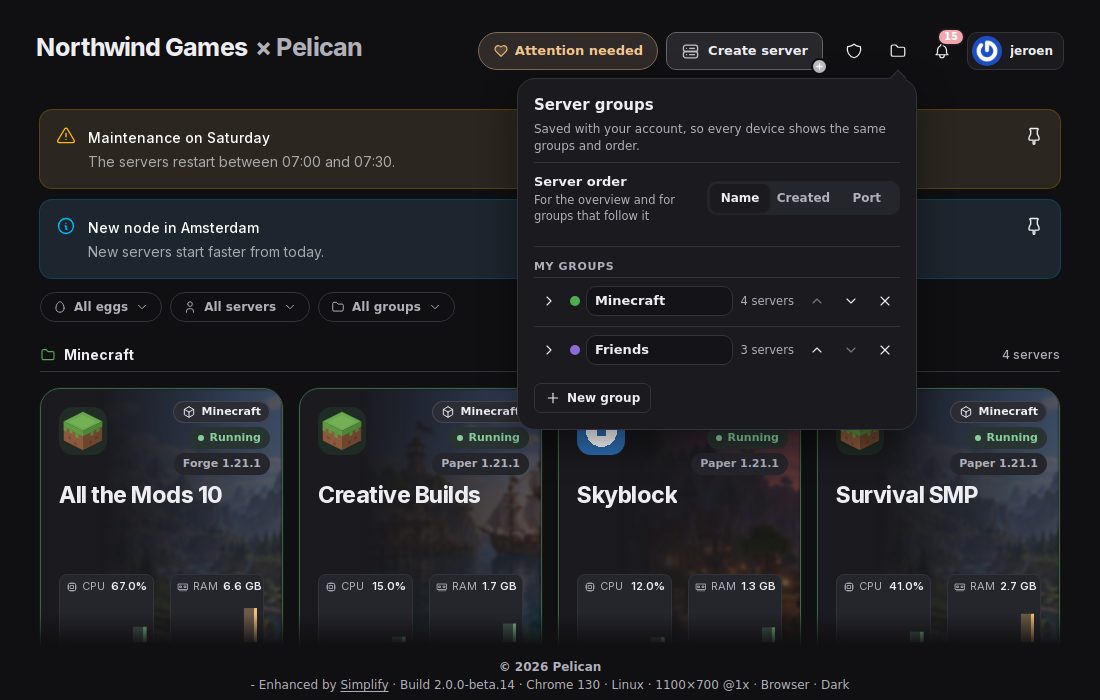 Northwind Games × Pelican
Attention needed
Create server
15
jeroen
Maintenance on Saturday
The servers restart between 07:00 and 07:30.
New node in Amsterdam
New servers start faster from today.
Server groups
Saved with your account, so every device shows the same
groups and order.
Server order
For the overview and for
groups that follow it
Name Created Port
MY GROUPS
Minecraft 4 servers
Friends 3 servers
New group
All eggs All servers All groups
Minecraft 4 servers
Minecraft
Running
Forge 1.21.1
All the Mods 10
CPU 67.0% RAM 6.6 GB
Minecraft
Running
Paper 1.21.1
Creative Builds
CPU 15.0% RAM 1.7 GB
Running
Paper 1.21.1
Skyblock
CPU 12.0% RAM 1.3 GB
Minecraft
Running
Paper 1.21.1
Survival SMP
CPU 41.0% RAM 2.7 GB
© 2026 Pelican
- Enhanced by Simplify · Build 2.0.0-beta.14 · Chrome 130 · Linux · 1100×700 @1x · Browser · Dark